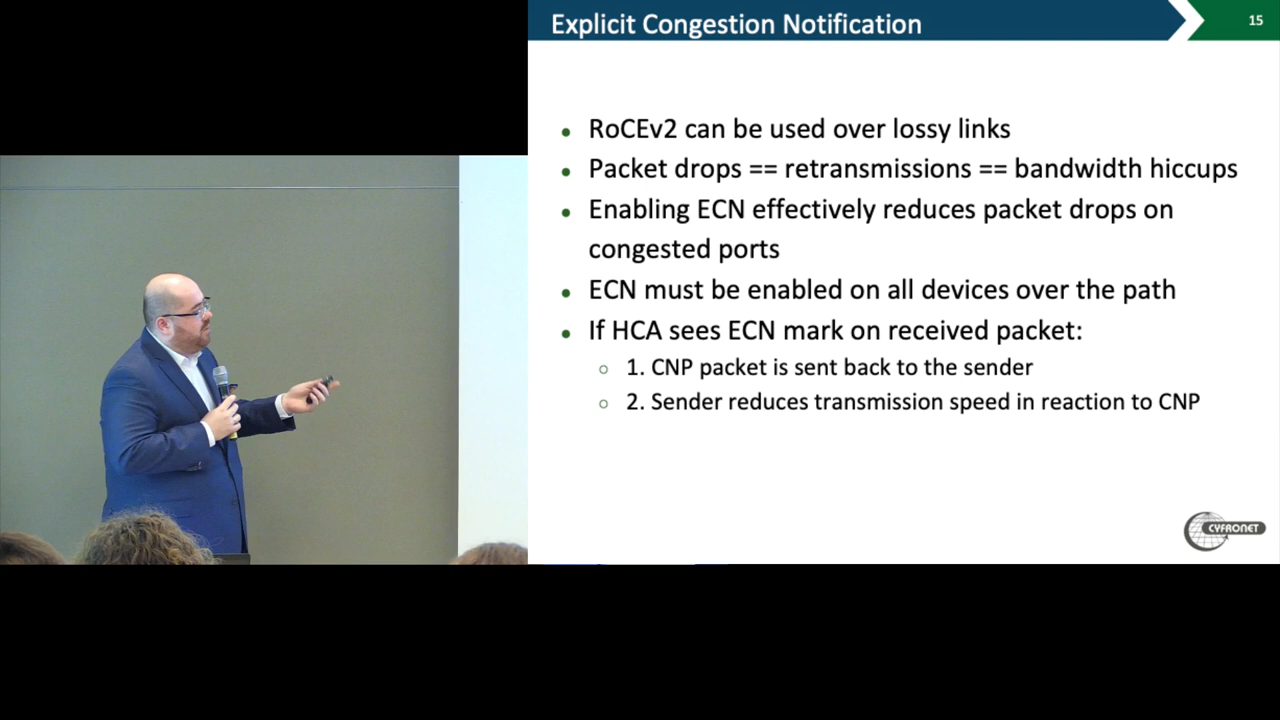 Explicit Congestion Notification
15
• RoCEv2 can be used over lossy links
• Packet drops == retransmissions == bandwidth hiccups
• Enabling ECN effectively reduces packet drops on
congested ports
• ECN must be enabled on all devices over the path
• If HCA sees ECN mark on received packet:
○ 1. CNP packet is sent back to the sender
○ 2. Sender reduces transmission speed in reaction to CNP
CYFRONET